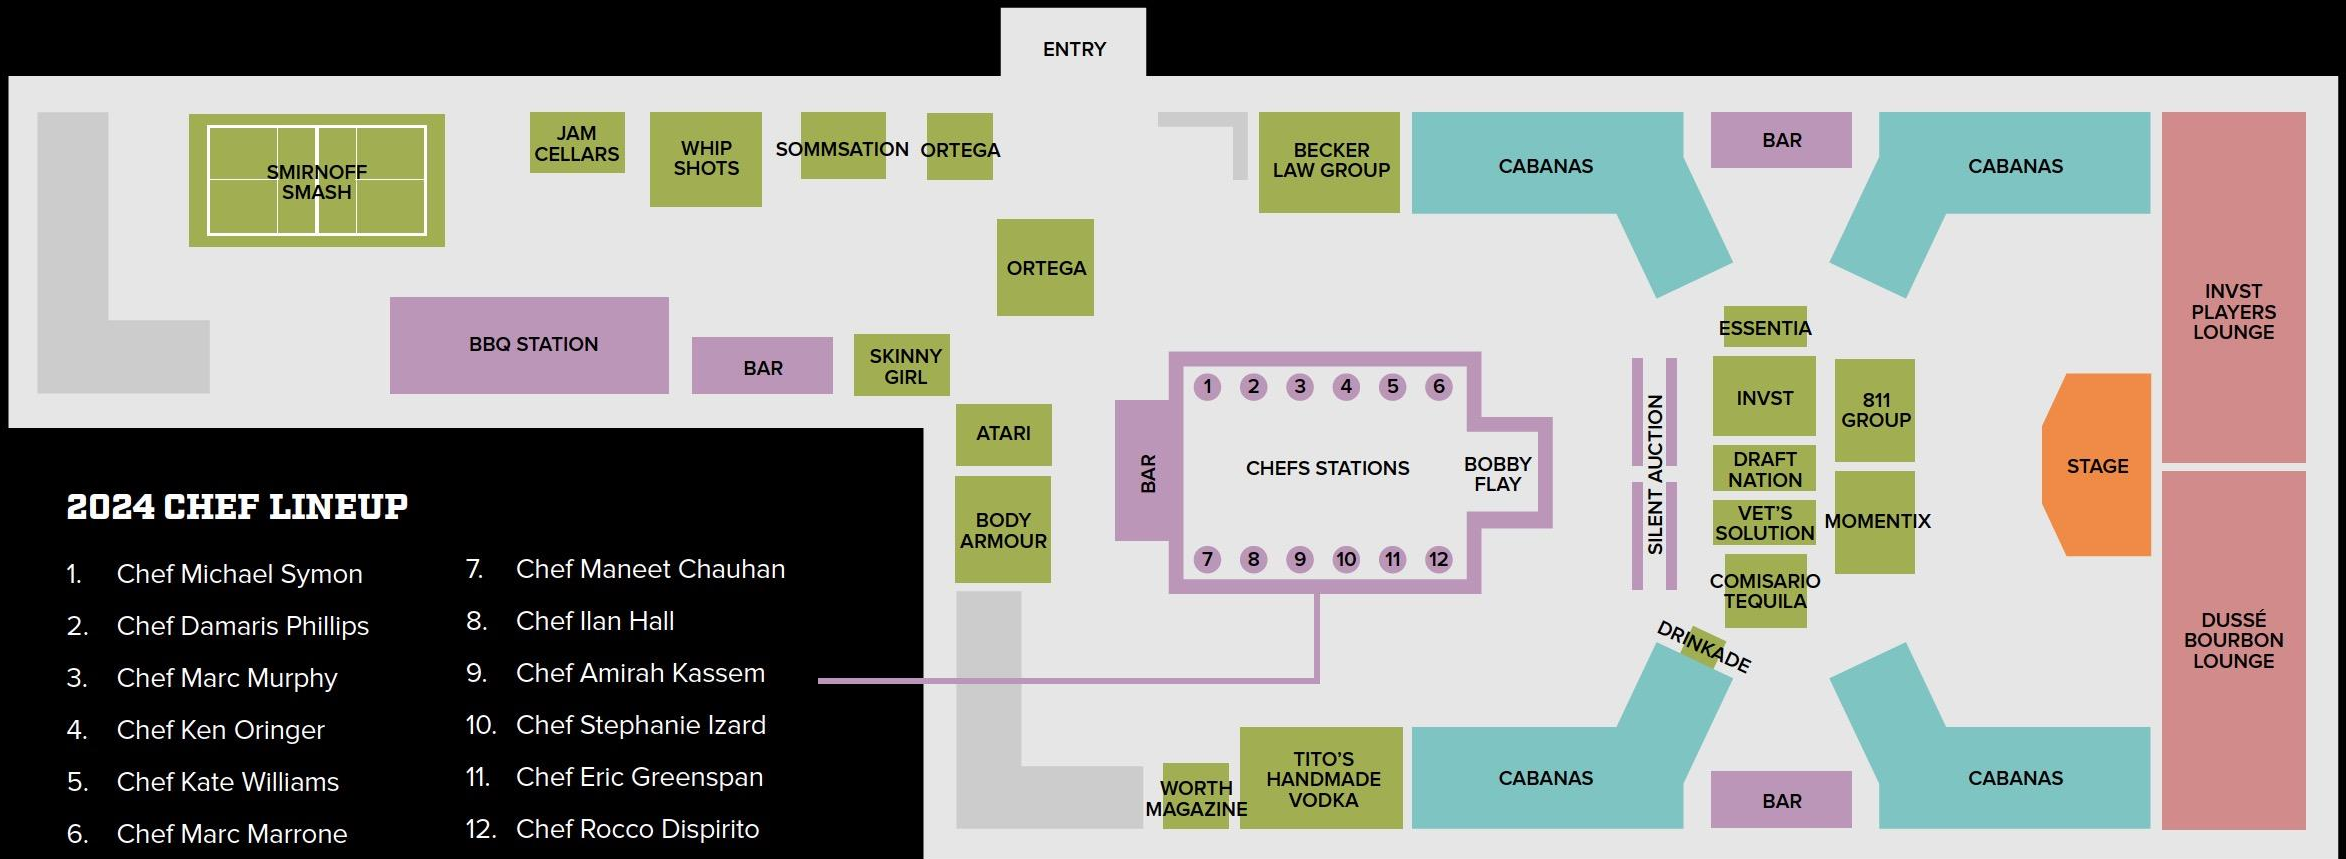 ENTRY
SMIRNOFF
SMASH
JAM
CELLARS
WHIP
SHOTS
SOMMSATION
ORTEGA
BECKER
LAW GROUP
CABANAS
BAR
CABANAS
ORTEGA
INVST
PLAYERS
LOUNGE
BBQ STATION
BAR
SKINNY
GIRL
ATARI
BODY
ARMOUR
BAR
1 2 3 4 5 6
CHEFS STATIONS
BOBBY
FLAY
7 8 9 10 11 12
SILENT AUCTION
ESSENTIA
INVST
811
GROUP
DRAFT
NATION
VET'S
SOLUTION
MOMENTIX
COMISARIO
TEQUILA
DRINKADE
STAGE
DUSSÉ
BOURBON
LOUNGE
WORTH
MAGAZINE
TITO'S
HANDMADE
VODKA
CABANAS
BAR
CABANAS
2024 CHEF LINEUP
1. Chef Michael Symon
2. Chef Damaris Phillips
3. Chef Marc Murphy
4. Chef Ken Oringer
5. Chef Kate Williams
6. Chef Marc Marrone
7. Chef Maneet Chauhan
8. Chef Ilan Hall
9. Chef Amirah Kassem
10. Chef Stephanie Izard
11. Chef Eric Greenspan
12. Chef Rocco Dispirito